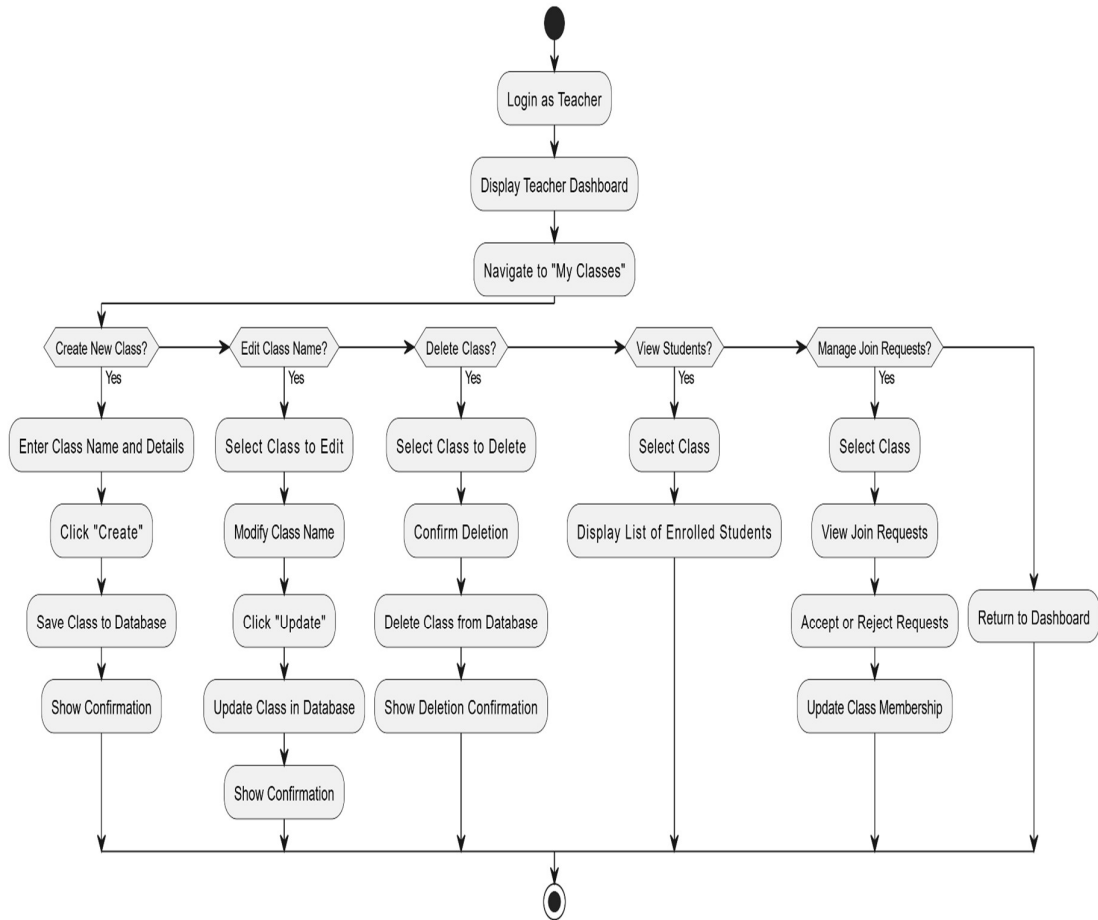 Login as Teacher
Display Teacher Dashboard
Navigate to "My Classes"
Create New Class?
Edit Class Name?
Delete Class?
View Students?
Manage Join Requests?
Yes
Yes
Yes
Yes
Yes
Enter Class Name and Details
Select Class to Edit
Select Class to Delete
Select Class
Select Class
Click "Create"
Modify Class Name
Confirm Deletion
Display List of Enrolled Students
View Join Requests
Save Class to Database
Click "Update"
Delete Class from Database
Accept or Reject Requests
Return to Dashboard
Show Confirmation
Update Class in Database
Show Deletion Confirmation
Update Class Membership
Show Confirmation